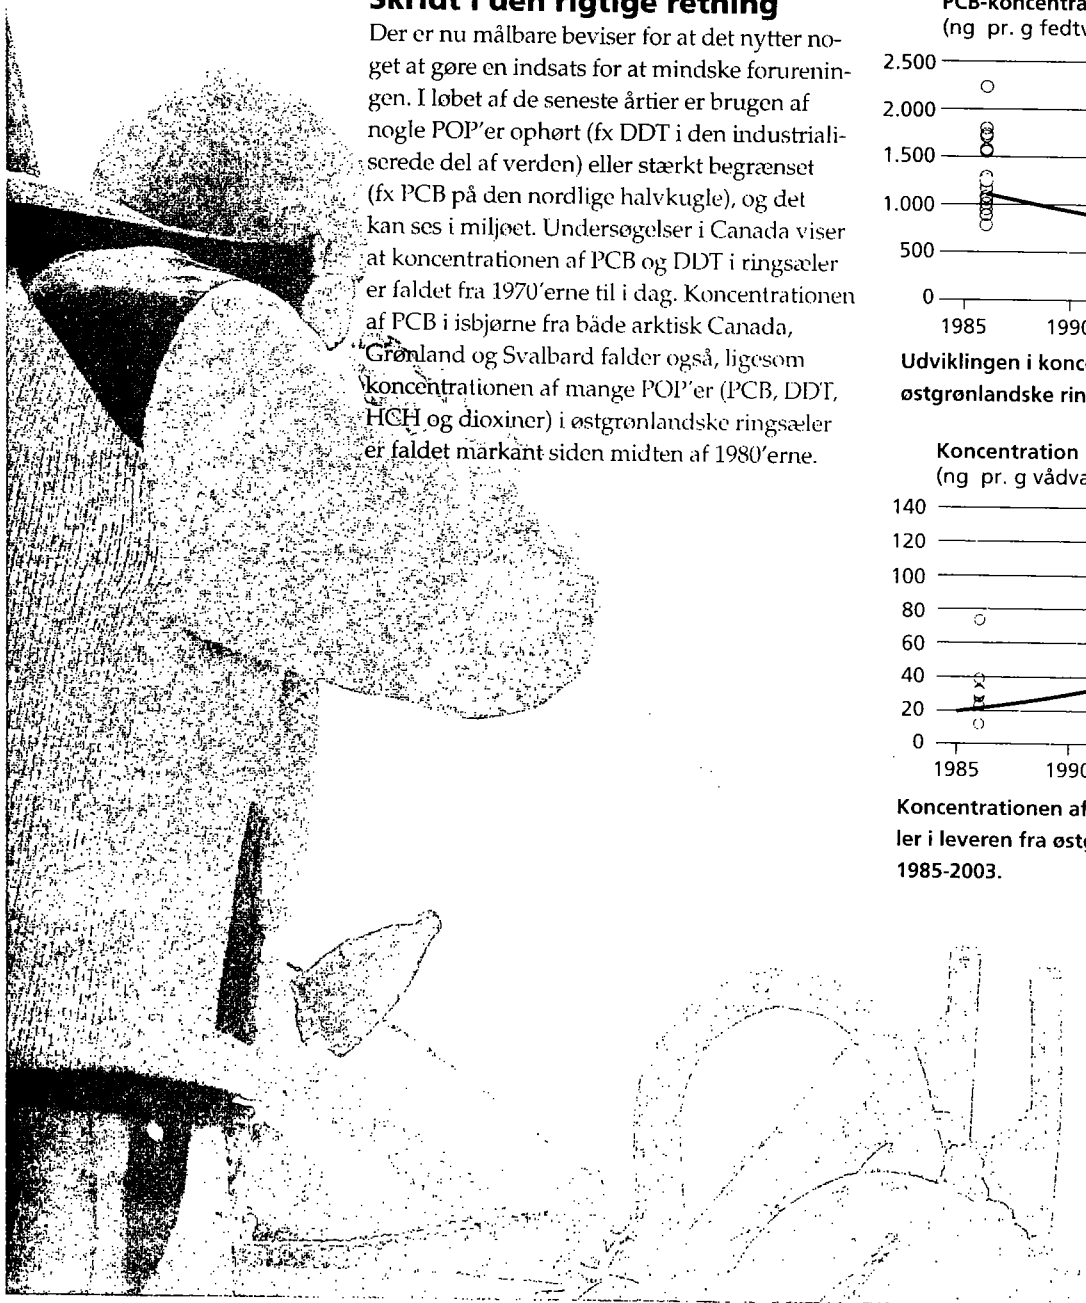 Skridt i den rigtige retning
Der er nu målbare beviser for at det nytter no-
get at gøre en indsats for at mindske forurenin-
gen. I løbet af de seneste årtier er brugen af
nogle POP'er ophørt (fx DDT i den industriali-
serede del af verden) eller stærkt begrænset
(fx PCB på den nordlige halvkugle), og det
kan ses i miljøet. Undersøgelser i Canada viser
at koncentrationen af PCB og DDT i ringsæler
er faldet fra 1970'erne til i dag. Koncentrationen
af PCB i isbjørne fra både arktisk Canada,
Grønland og Svalbard falder også, ligesom
koncentrationen af mange POP'er (PCB, DDT,
HCH og dioxiner) i østgrønlandske ringsæler
er faldet markant siden midten af 1980'erne.
PCB-koncentra
(ng pr. g fedtv
2.500
2.000
1.500
1.000
500
0
1985 1990
Udviklingen i konc
østgrønlandske rin
Koncentration
(ng pr. g vådva
140
120
100
80
60
40
20
0
1985 1990
Koncentrationen af
ler i leveren fra østg
1985-2003.